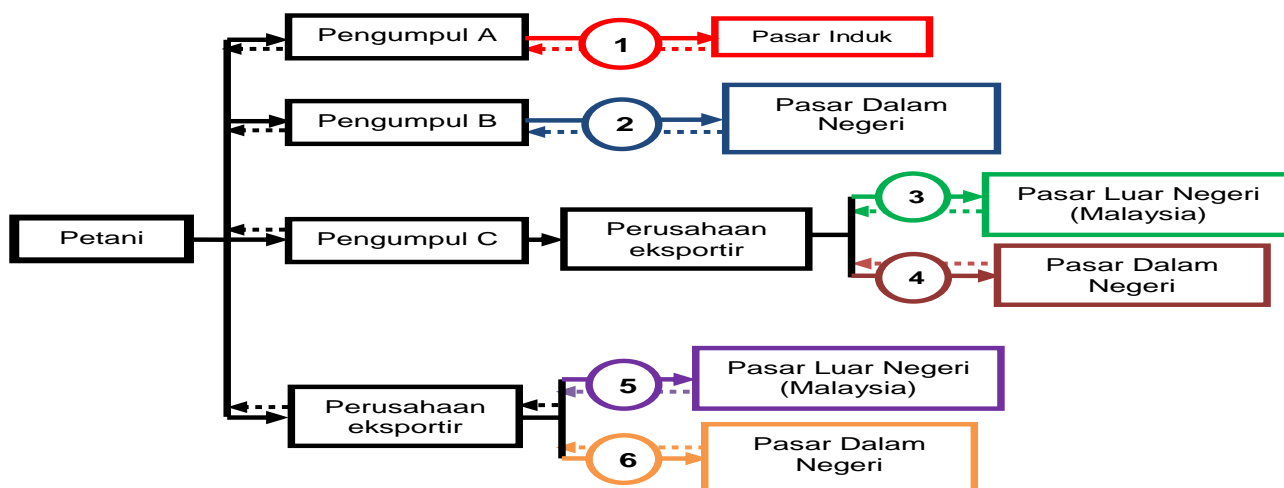 Pengumpul A
1
Pasar Induk
Pengumpul B
2
Pasar Dalam
Negeri
Petani
Pengumpul C
Perusahaan
eksportir
3
Pasar Luar Negeri
(Malaysia)
4
Pasar Dalam
Negeri
Perusahaan
eksportir
5
Pasar Luar Negeri
(Malaysia)
6
Pasar Dalam
Negeri